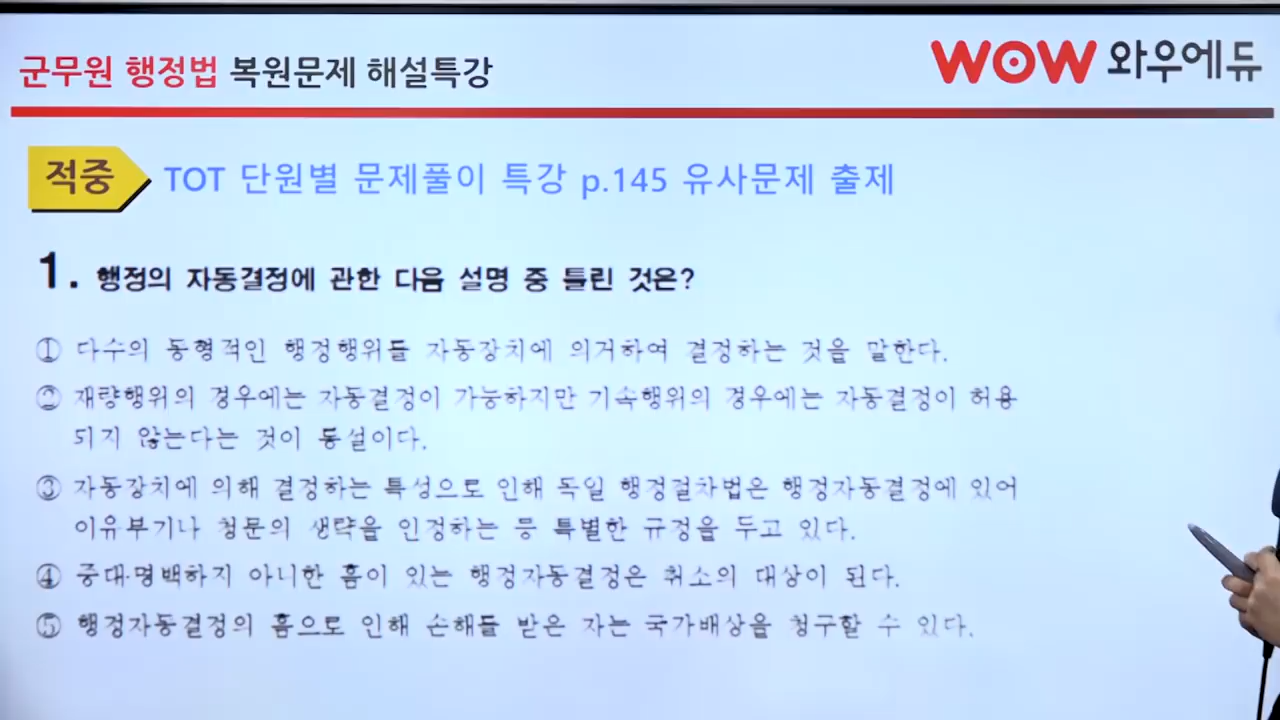 군무원 행정법 복원문제 해설특강
WOW 와우에듀
적중
TOT 단원별 문제풀이 특강 p.145 유사문제 출제
1. 행정의 자동결정에 관한 다음 설명 중 틀린 것은?
① 다수의 동형적인 행정행위를 자동장치에 의거하여 결정하는 것을 말한다.
② 재량행위의 경우에는 자동결정이 가능하지만 기속행위의 경우에는 자동결정이 허용
되지 않는다는 것이 통설이다.
③ 자동장치에 의해 결정하는 특성으로 인해 독일 행정절차법은 행정자동결정에 있어
이유부기나 청문의 생략을 인정하는 등 특별한 규정을 두고 있다.
④ 중대·명백하지 아니한 흠이 있는 행정자동결정은 취소의 대상이 된다.
⑤ 행정자동결정의 흠으로 인해 손해를 받은 자는 국가배상을 청구할 수 있다.